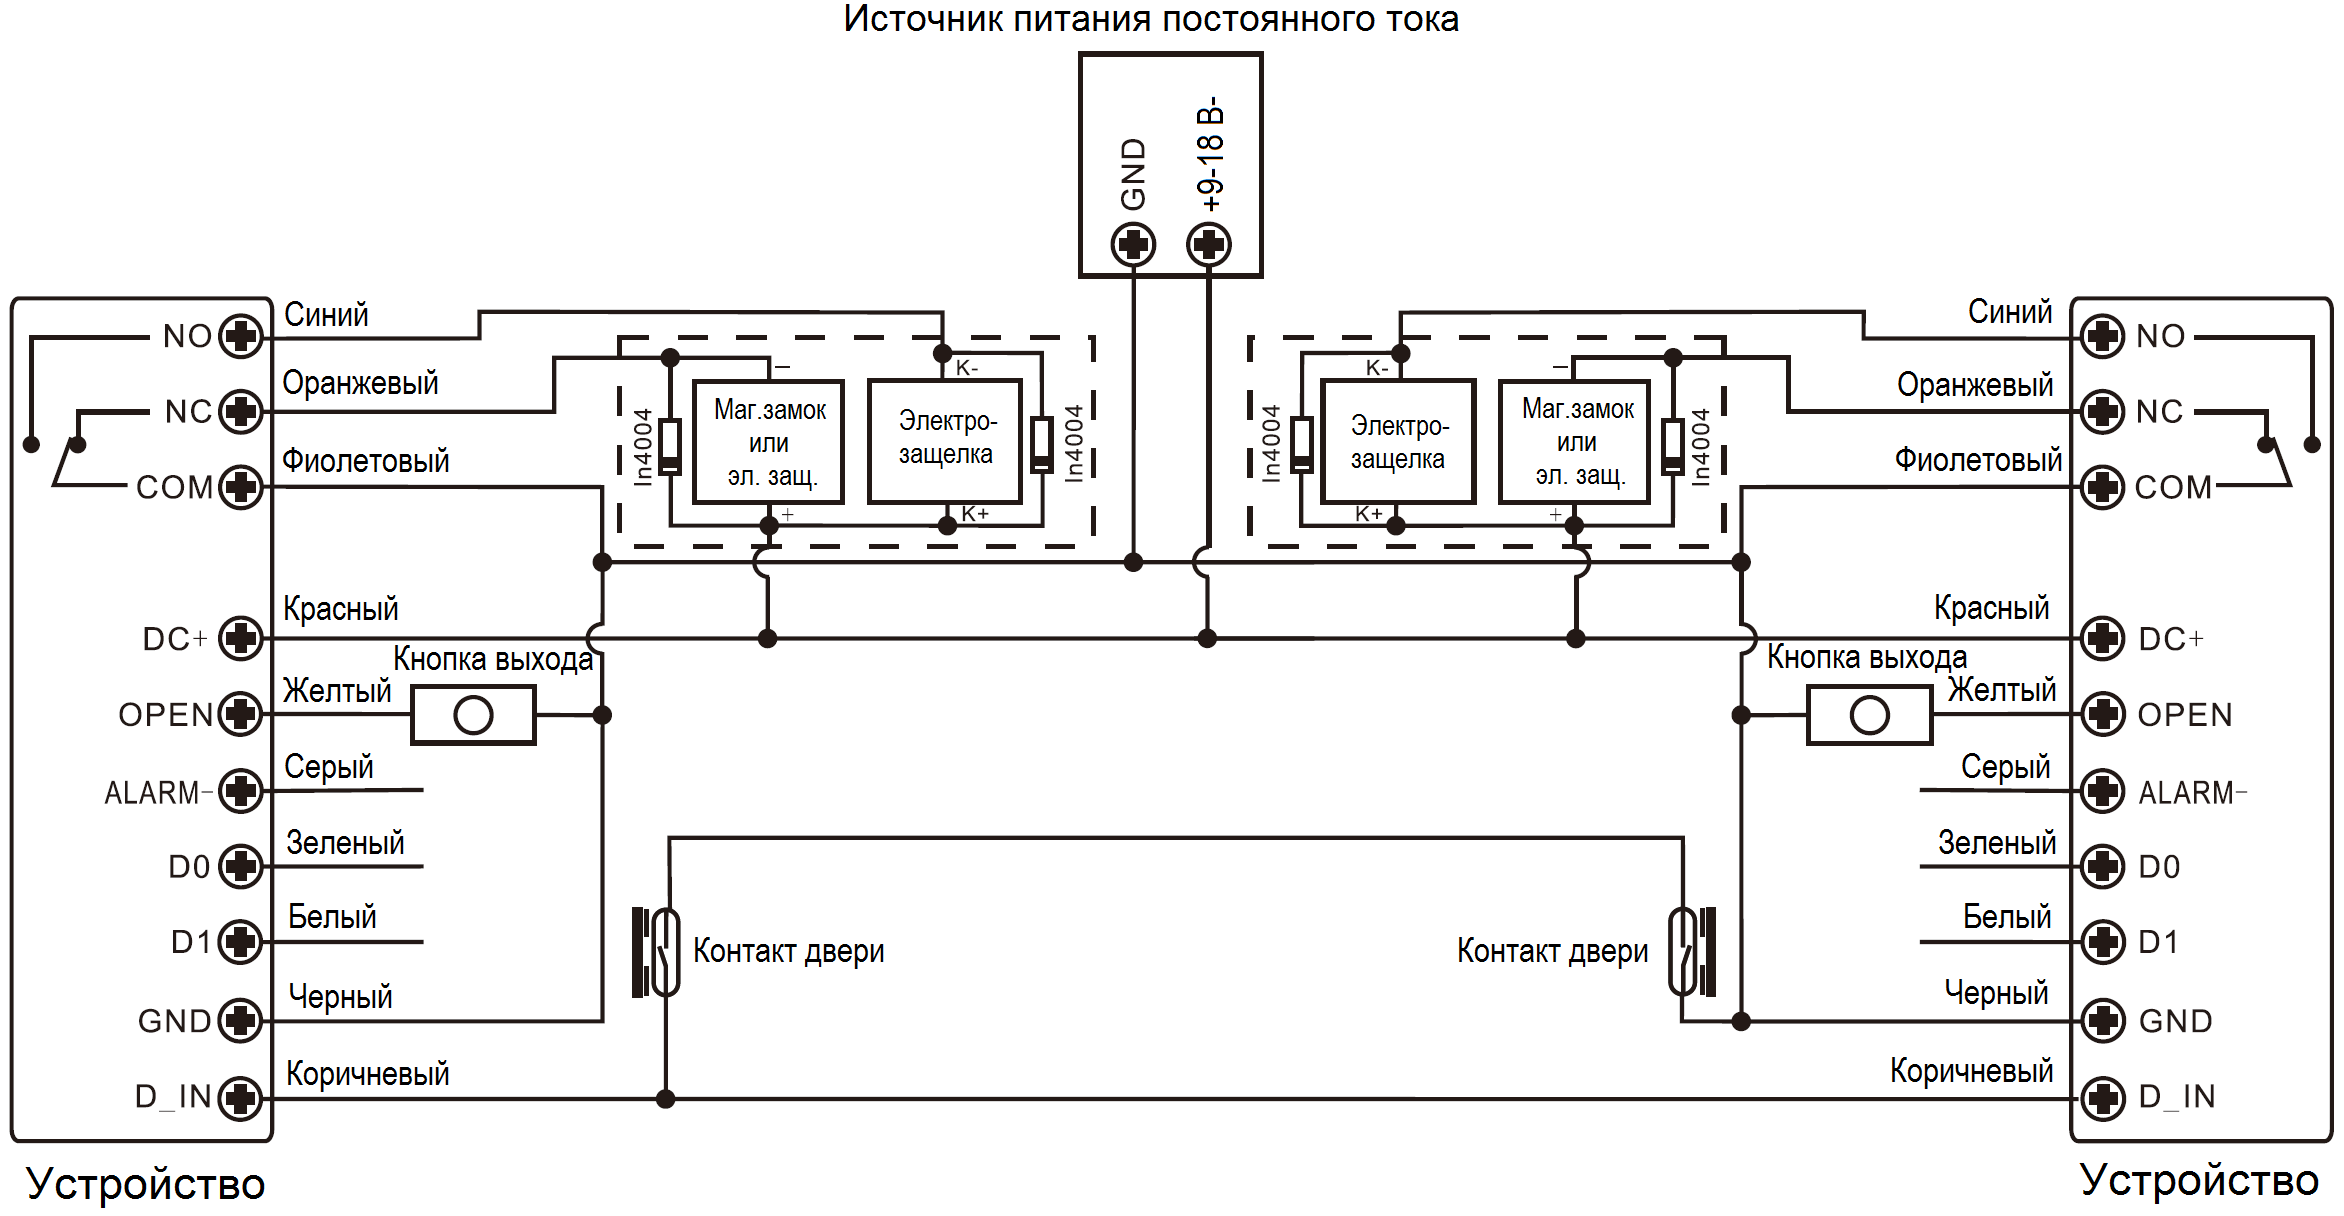 Источник питания постоянного тока
GND
+9-18 В-
Синий
NO
Оранжевый
NC
Фиолетовый
COM
Красный
DC+
Кнопка выхода
Желтый
OPEN
Серый
ALARM-
Зеленый
D0
Белый
D1
Черный
GND
Коричневый
D_IN
Устройство
In4004
–
Маг.замок
или
эл. защ.
+
K-
Электро-
защелка
K+
In4004
In4004
K-
Электро-
защелка
K+
–
Маг.замок
или
эл. защ.
+
In4004
Контакт двери
Контакт двери
Синий
NO
Оранжевый
NC
Фиолетовый
COM
Красный
DC+
Кнопка выхода
Желтый
OPEN
Серый
ALARM-
Зеленый
D0
Белый
D1
Черный
GND
Коричневый
D_IN
Устройство